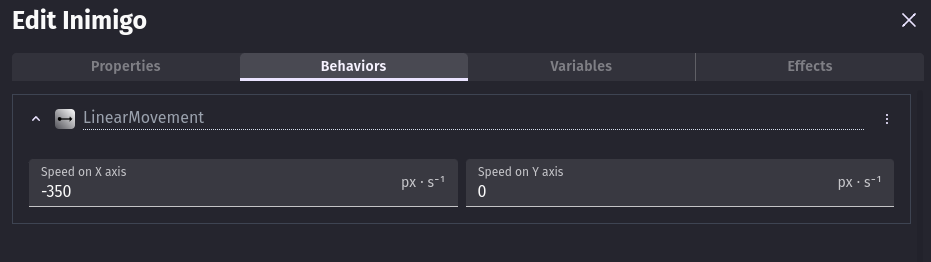 Edit Inimigo
Properties
Behaviors
Variables
Effects
LinearMovement
Speed on X axis
-350
px · s⁻¹
Speed on Y axis
0
px · s⁻¹